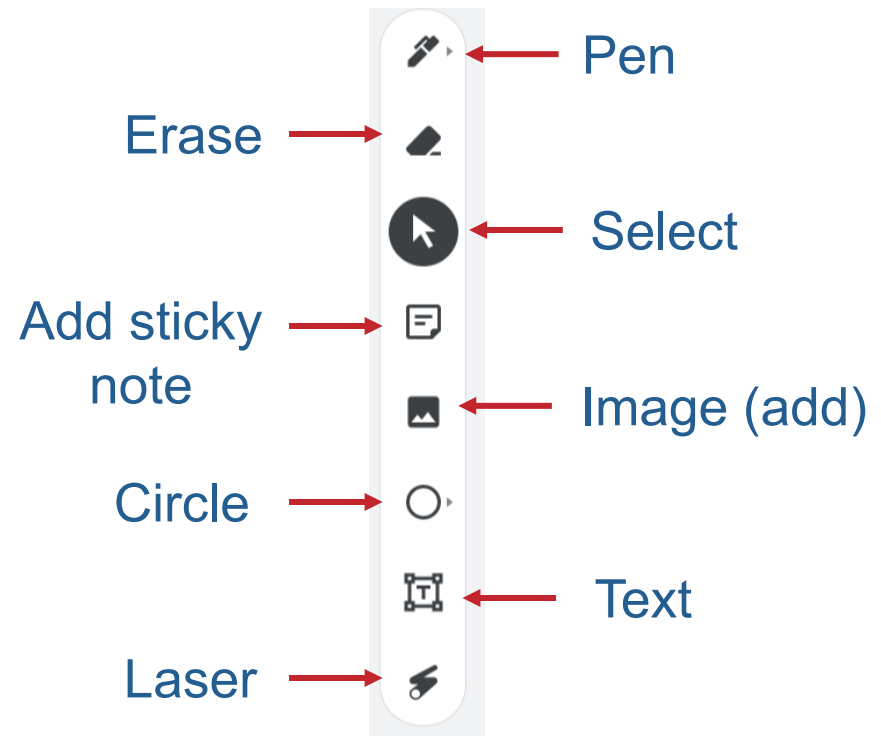 Pen
Erase
Select
Add sticky
note
Image (add)
Circle
T
Text
Laser